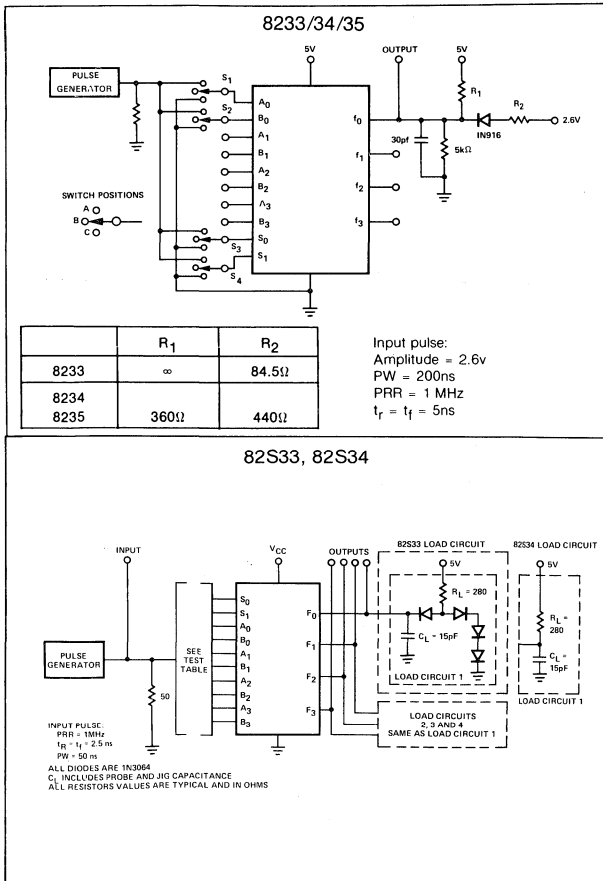 8233/34/35
5V
OUTPUT
5V
PULSE
GENERATOR
S1
S2
A0
B0
A1
B1
A2
B2
A3
B3
S0
S1
S3
S4
f0
f1
f2
f3
30pf
5kΩ
R1
IN916
R2
2.6V
SWITCH POSITIONS
A
B
C
R1 R2
8233 ∞ 84.5Ω
8234
8235 360Ω 440Ω
Input pulse:
Amplitude = 2.6v
PW = 200ns
PRR = 1 MHz
tr = tf = 5ns
82S33, 82S34
INPUT
VCC
OUTPUTS
82S33 LOAD CIRCUIT
82S34 LOAD CIRCUIT
PULSE
GENERATOR
50
SEE
TEST
TABLE
S0
S1
A0
B0
A1
B1
A2
B2
A3
B3
F0
F1
F2
F3
5V
RL = 280
CL = 15pF
LOAD CIRCUIT 1
5V
RL =
280
CL =
15pF
LOAD CIRCUIT 1
LOAD CIRCUITS
2, 3 AND 4
SAME AS LOAD CIRCUIT 1
INPUT PULSE:
PRR = 1MHz
tR = tf = 2.5 ns
PW = 50 ns
ALL DIODES ARE 1N3064
CL INCLUDES PROBE AND JIG CAPACITANCE
ALL RESISTORS VALUES ARE TYPICAL AND IN OHMS